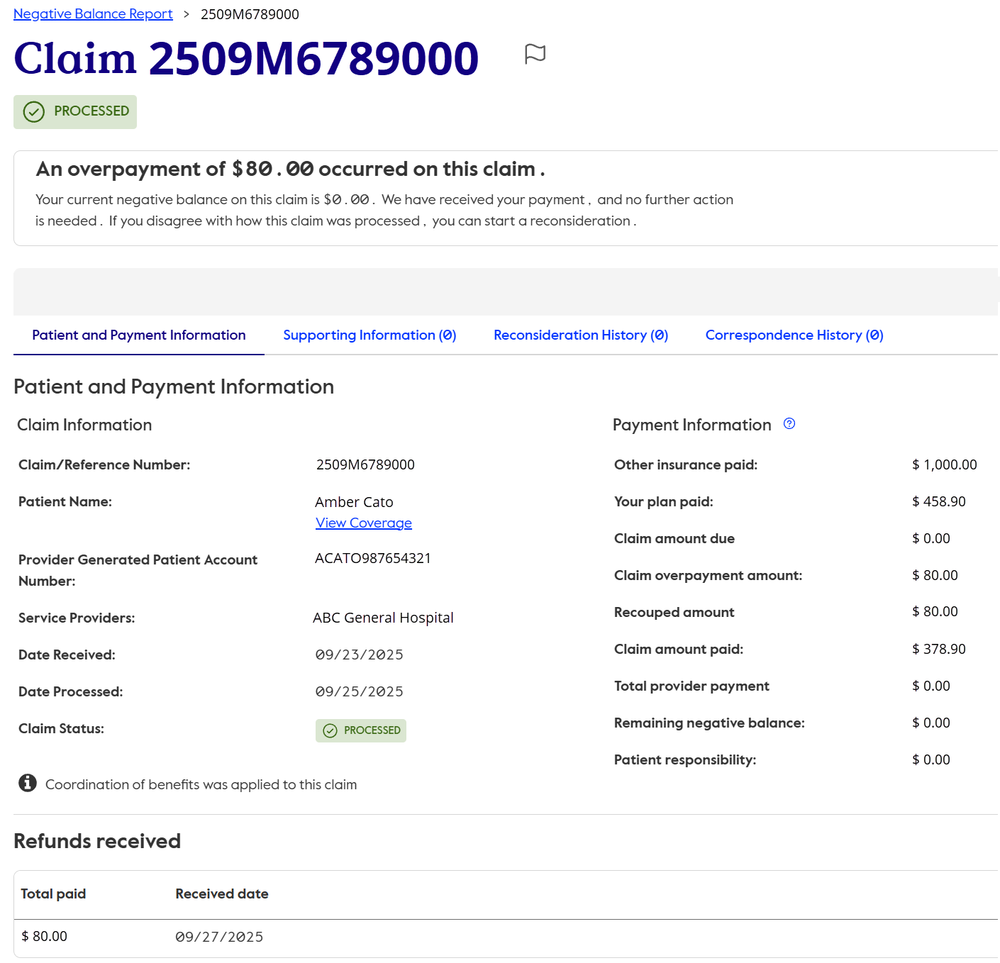 Negative Balance Report > 2509M6789000
Claim 2509M6789000
PROCESSED
An overpayment of $80.00 occurred on this claim.
Your current negative balance on this claim is $0.00. We have received your payment, and no further action
is needed. If you disagree with how this claim was processed, you can start a reconsideration.
Patient and Payment Information
Supporting Information (0)
Reconsideration History (0)
Correspondence History (0)
Patient and Payment Information
Claim Information
Claim/Reference Number: 2509M6789000
Patient Name: Amber Cato
View Coverage
Provider Generated Patient Account ACATO987654321
Number:
Service Providers: ABC General Hospital
Date Received: 09/23/2025
Date Processed: 09/25/2025
Claim Status: PROCESSED
Coordination of benefits was applied to this claim
Payment Information
Other insurance paid: $ 1,000.00
Your plan paid: $ 458.90
Claim amount due $ 0.00
Claim overpayment amount: $ 80.00
Recouped amount $ 80.00
Claim amount paid: $ 378.90
Total provider payment $ 0.00
Remaining negative balance: $ 0.00
Patient responsibility: $ 0.00
Refunds received
Total paid Received date
$ 80.00 09/27/2025